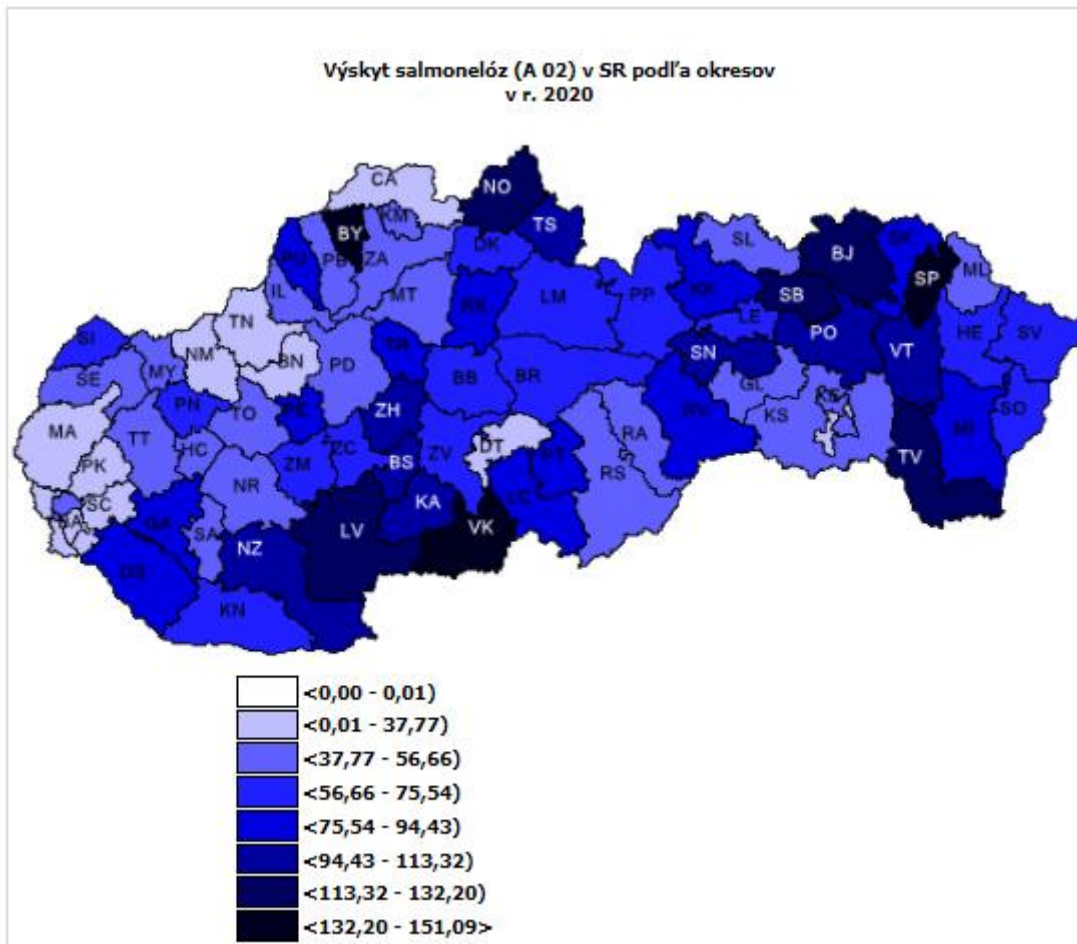 Výskyt salmonelóz (A 02) v SR podľa okresov
v r. 2020
CA
NO
KM
BY
TS
PU
PB
ZA
DK
SL
BJ
SK
SP
ML
IL
MT
RK
LM
PP
KK
SB
LE
HE
SV
TN
NM
BN
TR
PD
SN
PO
VT
SI
MY
SE
BB
BR
GL
KS
KE
RV
SO
MI
PN
TO
PE
ZH
MA
TT
HC
ZM
ZC
BS
ZV
DT
PT
RA
RS
TV
PK
SC
BA
NR
KA
LC
GA
SA
LV
VK
NZ
DS
KN
<0,00 - 0,01)
<0,01 - 37,77)
<37,77 - 56,66)
<56,66 - 75,54)
<75,54 - 94,43)
<94,43 - 113,32)
<113,32 - 132,20)
<132,20 - 151,09>